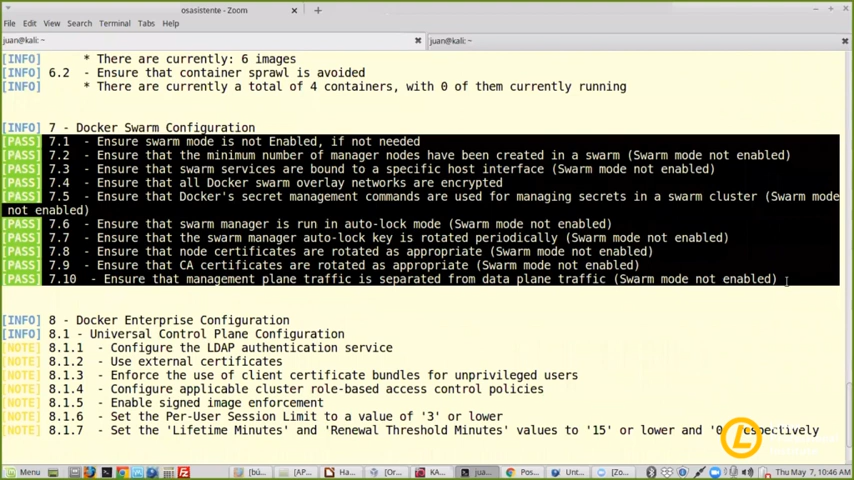 osasistente - Zoom
File Edit View Search Terminal Tabs Help
juan@kali: ~
juan@kali: ~
[INFO] * There are currently: 6 images
[INFO] 6.2 - Ensure that container sprawl is avoided
[INFO] * There are currently a total of 4 containers, with 0 of them currently running
[INFO] 7 - Docker Swarm Configuration
[PASS] 7.1 - Ensure swarm mode is not Enabled, if not needed
[PASS] 7.2 - Ensure that the minimum number of manager nodes have been created in a swarm (Swarm mode not enabled)
[PASS] 7.3 - Ensure that swarm services are bound to a specific host interface (Swarm mode not enabled)
[PASS] 7.4 - Ensure that all Docker swarm overlay networks are encrypted
[PASS] 7.5 - Ensure that Docker's secret management commands are used for managing secrets in a swarm cluster (Swarm mode
not enabled)
[PASS] 7.6 - Ensure that swarm manager is run in auto-lock mode (Swarm mode not enabled)
[PASS] 7.7 - Ensure that the swarm manager auto-lock key is rotated periodically (Swarm mode not enabled)
[PASS] 7.8 - Ensure that node certificates are rotated as appropriate (Swarm mode not enabled)
[PASS] 7.9 - Ensure that CA certificates are rotated as appropriate (Swarm mode not enabled)
[PASS] 7.10 - Ensure that management plane traffic is separated from data plane traffic (Swarm mode not enabled)
[INFO] 8 - Docker Enterprise Configuration
[INFO] 8.1 - Universal Control Plane Configuration
[NOTE] 8.1.1 - Configure the LDAP authentication service
[NOTE] 8.1.2 - Use external certificates
[NOTE] 8.1.3 - Enforce the use of client certificate bundles for unprivileged users
[NOTE] 8.1.4 - Configure applicable cluster role-based access control policies
[NOTE] 8.1.5 - Enable signed image enforcement
[NOTE] 8.1.6 - Set the Per-User Session Limit to a value of '3' or lower
[NOTE] 8.1.7 - Set the 'Lifetime Minutes' and 'Renewal Threshold Minutes' values to '15' or lower and '0' respectively
Menu [bú... [AP... Ha... [Or... KA... jua... Pos... Unt... [Zo... Thu May 7, 10:46 AM